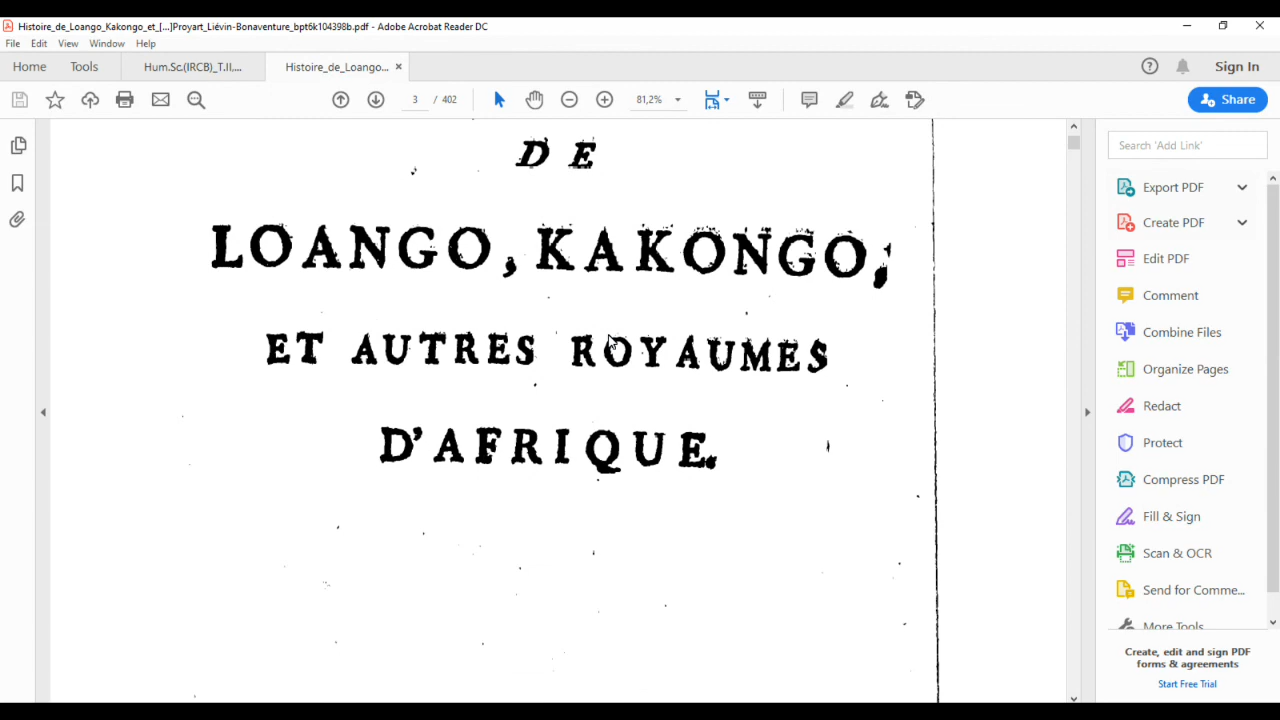 Histoire_de_Loango_Kakongo_et_[...]Proyart_Liévin-Bonaventure_bpt6k104398b.pdf - Adobe Acrobat Reader DC
File Edit View Window Help
Home Tools Hum.Sc.(IRCB)_T.II,... Histoire_de_Loango... × Sign In
3 / 402 81,2% Share
Search 'Add Link'
Export PDF
Create PDF
Edit PDF
Comment
Combine Files
Organize Pages
Redact
Protect
Compress PDF
Fill & Sign
Scan & OCR
Send for Comme...
More Tools
Create, edit and sign PDF
forms & agreements
Start Free Trial
DE
LOANGO, KAKONGO,
ET AUTRES ROYAUMES
D'AFRIQUE.